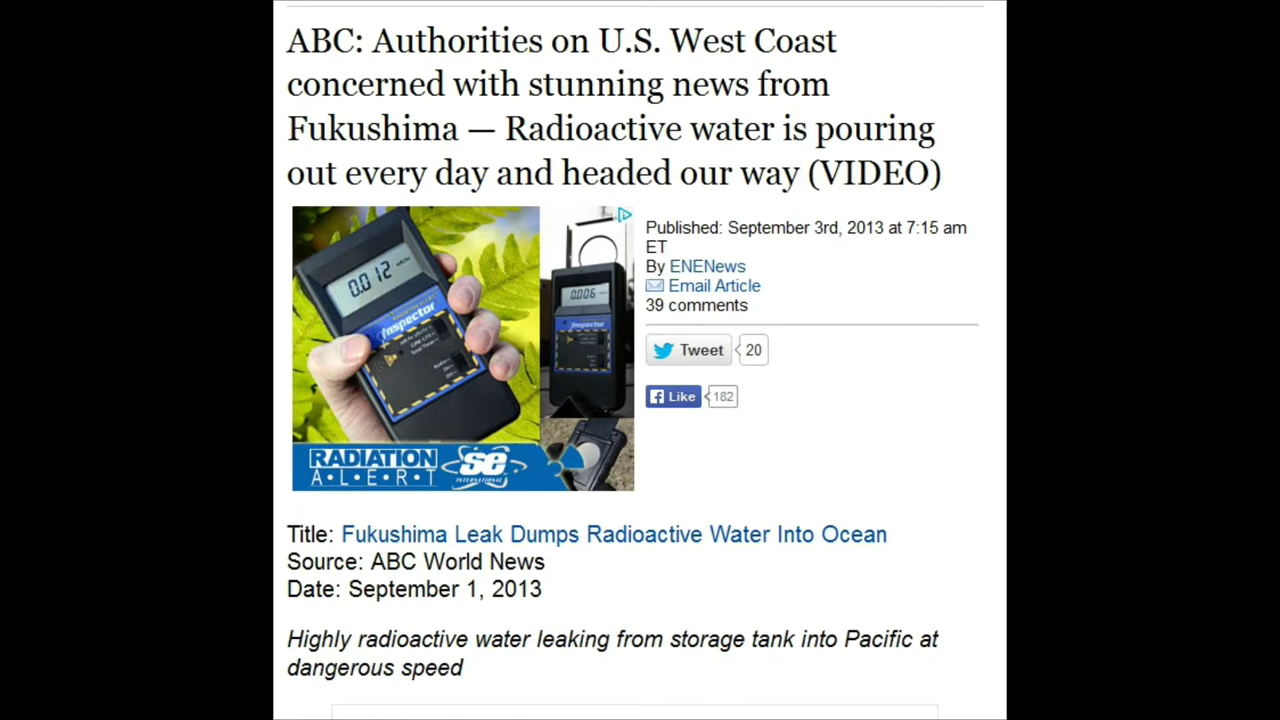 ABC: Authorities on U.S. West Coast
concerned with stunning news from
Fukushima — Radioactive water is pouring
out every day and headed our way (VIDEO)
0.012
0.006
Inspector
Inspector
RADIATION
A•L•E•R•T
se
INTERNATIONAL
Published: September 3rd, 2013 at 7:15 am
ET
By ENENews
Email Article
39 comments
Tweet 20
Like 182
Title: Fukushima Leak Dumps Radioactive Water Into Ocean
Source: ABC World News
Date: September 1, 2013
Highly radioactive water leaking from storage tank into Pacific at
dangerous speed